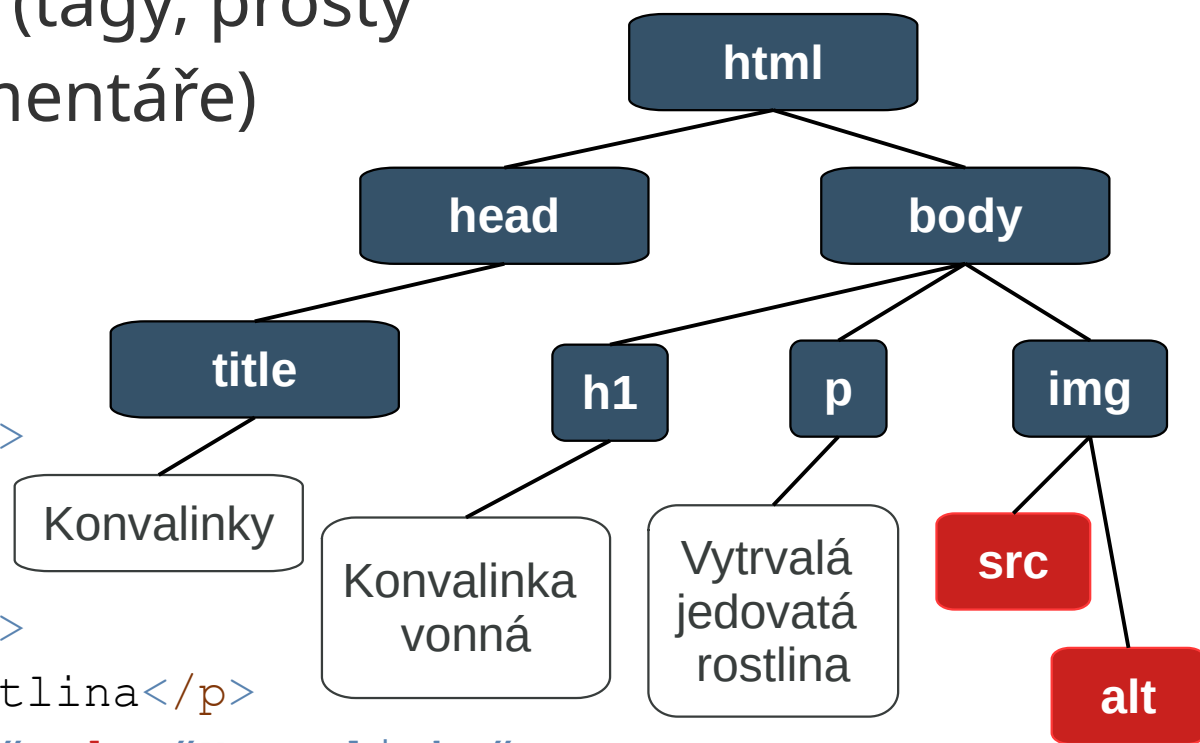 (tagy, prostý
mentáře)
html
head
body
title
h1
p
img
>
Konvalinky
Konvalinka
vonná
Vytrvalá
jedovatá
rostlina
src
>
tlina</p>
alt